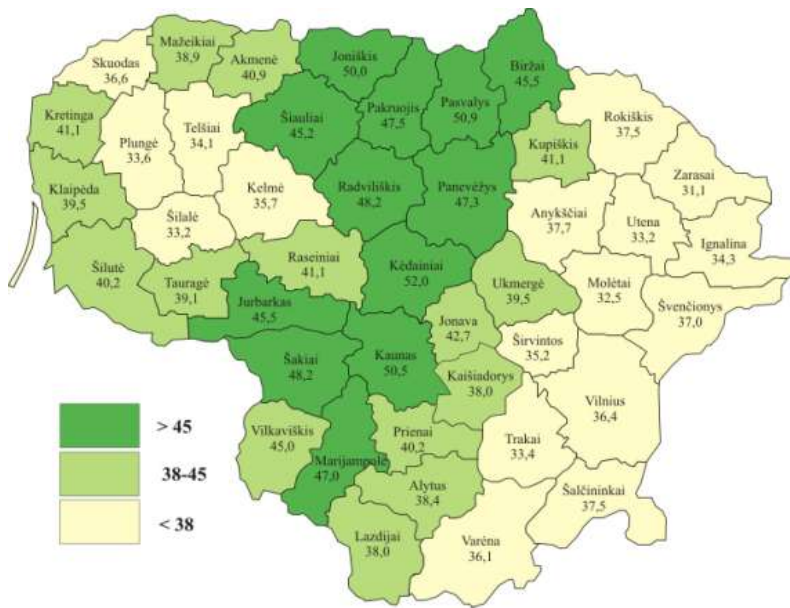 Mažeikiai
38,9
Skuodas
36,6
Akmenė
40,9
Joniškis
50,0
Biržai
45,5
Kretinga
41,1
Plungė
33,6
Telšiai
34,1
Šiauliai
45,2
Pakruojis
47,5
Pasvalys
50,9
Rokiškis
37,5
Kupiškis
41,1
Zarasai
31,1
Klaipėda
39,5
Šilalė
33,2
Kelmė
35,7
Radviliškis
48,2
Panevėžys
47,3
Anykščiai
37,7
Utena
33,2
Ignalina
34,3
Šilutė
40,2
Tauragė
39,1
Raseiniai
41,1
Kėdainiai
52,0
Ukmergė
39,5
Molėtai
32,5
Švenčionys
37,0
Jurbarkas
45,5
Jonava
42,7
Širvintos
35,2
Šakiai
48,2
Kaunas
50,5
Kaišiadorys
38,0
Vilnius
36,4
Vilkaviškis
45,0
Marijampolė
47,0
Prienai
40,2
Trakai
33,4
Alytus
38,4
Šalčininkai
37,5
Lazdijai
38,0
Varėna
36,1
> 45
38-45
< 38